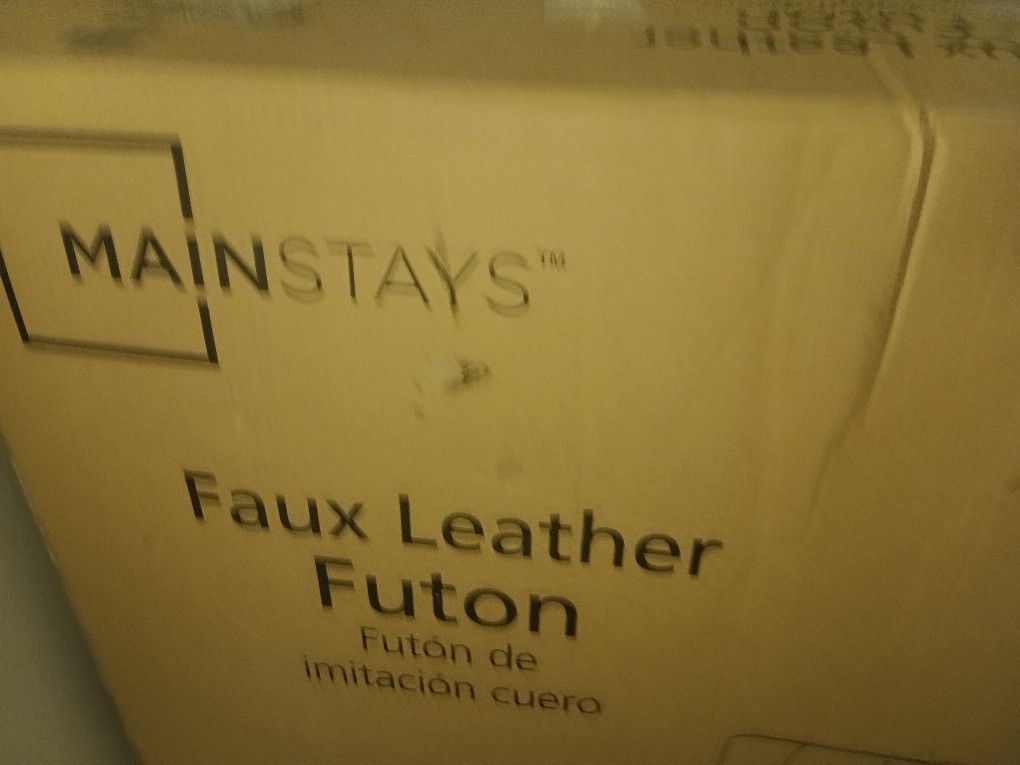 MAINSTAYS™
Faux Leather
Futon
Futón de
imitación cuero